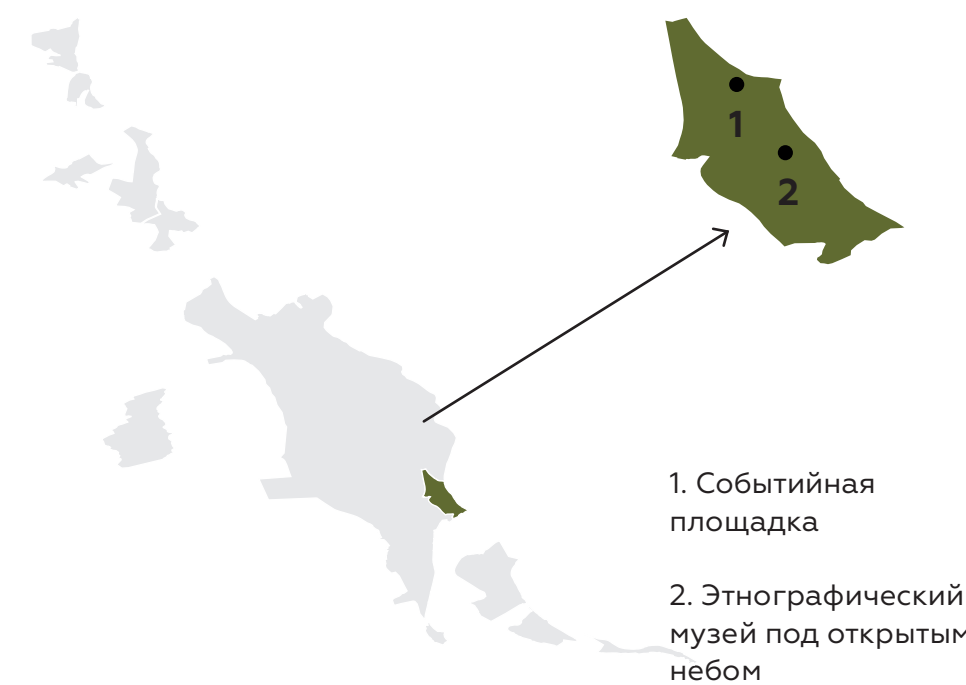 1
2
1. Событийная
площадка
2. Этнографический
музей под открытым
небом